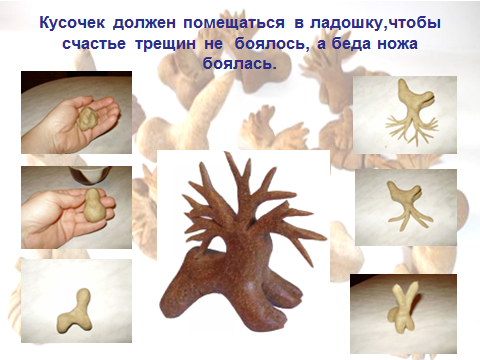 Кусочек должен помещаться в ладошку,чтобы
счастье трещин не боялось, а беда ножа
боялась.